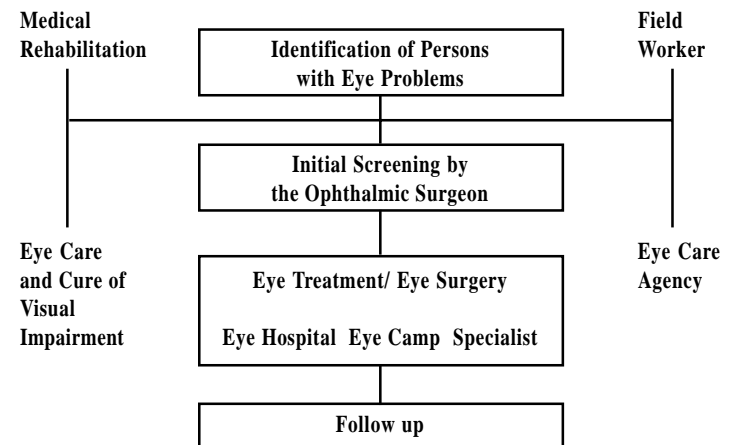 Medical
Rehabilitation
Field
Worker
Identification of Persons
with Eye Problems
Initial Screening by
the Ophthalmic Surgeon
Eye Care
and Cure of
Visual
Impairment
Eye Care
Agency
Eye Treatment/ Eye Surgery
Eye Hospital Eye Camp Specialist
Follow up